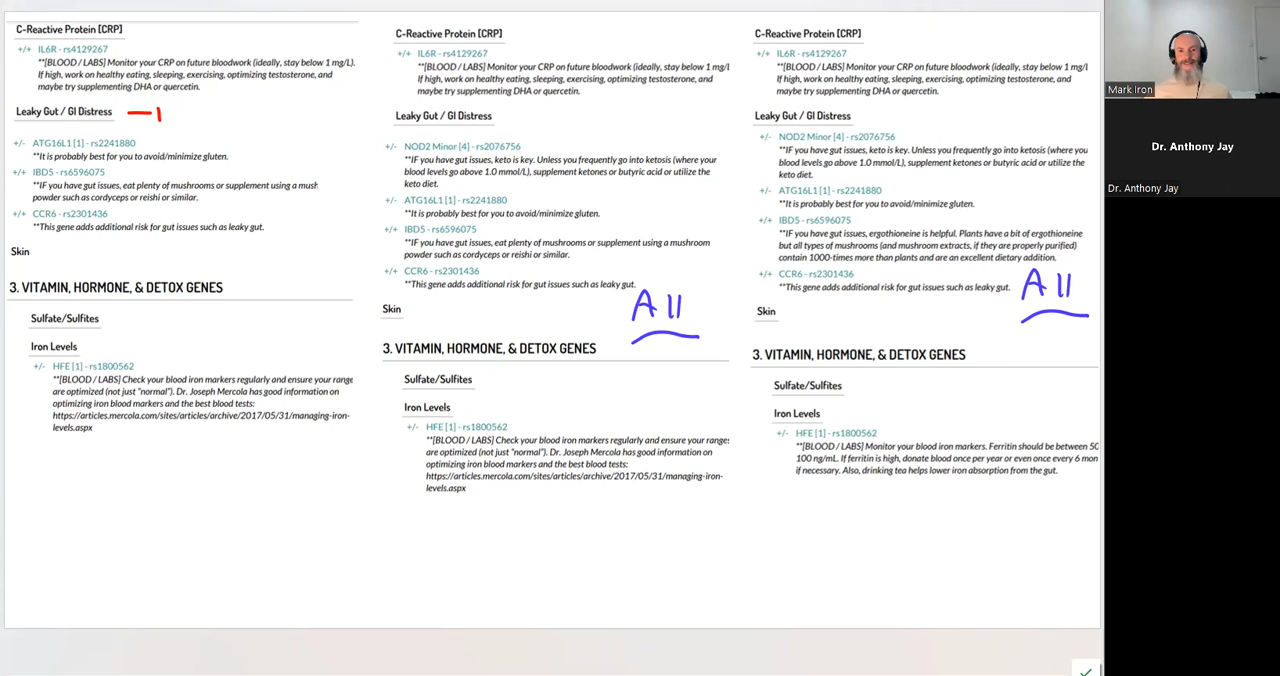 C-Reactive Protein [CRP]
+/+ IL6R - rs4129267
**[BLOOD / LABS] Monitor your CRP on future bloodwork (ideally, stay below 1 mg/L).
If high, work on healthy eating, sleeping, exercising, optimizing testosterone, and
maybe try supplementing DHA or quercetin.
Leaky Gut / GI Distress —1
+/- ATG16L1 [1] - rs2241880
**It is probably best for you to avoid/minimize gluten.
+/+ IBD5 - rs6596075
**IF you have gut issues, eat plenty of mushrooms or supplement using a mush
powder such as cordyceps or reishi or similar.
+/+ CCR6 - rs2301436
**This gene adds additional risk for gut issues such as leaky gut.
Skin
3. VITAMIN, HORMONE, & DETOX GENES
Sulfate/Sulfites
Iron Levels
+/- HFE [1] - rs1800562
**[BLOOD / LABS] Check your blood iron markers regularly and ensure your range
are optimized (not just "normal"). Dr. Joseph Mercola has good information on
optimizing iron blood markers and the best blood tests:
https://articles.mercola.com/sites/articles/archive/2017/05/31/managing-iron-
levels.aspx
C-Reactive Protein [CRP]
+/+ IL6R - rs4129267
**[BLOOD / LABS] Monitor your CRP on future bloodwork (ideally, stay below 1 mg/L
If high, work on healthy eating, sleeping, exercising, optimizing testosterone, and
maybe try supplementing DHA or quercetin.
Leaky Gut / GI Distress
+/- NOD2 Minor [4] - rs2076756
**IF you have gut issues, keto is key. Unless you frequently go into ketosis (where your
blood levels go above 1.0 mmol/L), supplement ketones or butyric acid or utilize the
keto diet.
+/- ATG16L1 [1] - rs2241880
**It is probably best for you to avoid/minimize gluten.
+/+ IBD5 - rs6596075
**IF you have gut issues, eat plenty of mushrooms or supplement using a mushroom
powder such as cordyceps or reishi or similar.
+/+ CCR6 - rs2301436
**This gene adds additional risk for gut issues such as leaky gut.
All
Skin
3. VITAMIN, HORMONE, & DETOX GENES
Sulfate/Sulfites
Iron Levels
+/- HFE [1] - rs1800562
**[BLOOD / LABS] Check your blood iron markers regularly and ensure your range
are optimized (not just "normal"). Dr. Joseph Mercola has good information on
optimizing iron blood markers and the best blood tests:
https://articles.mercola.com/sites/articles/archive/2017/05/31/managing-iron-
levels.aspx
C-Reactive Protein [CRP]
+/+ IL6R - rs4129267
**[BLOOD / LABS] Monitor your CRP on future bloodwork (ideally, stay below 1 mg/L
If high, work on healthy eating, sleeping, exercising, optimizing testosterone, and
maybe try supplementing DHA or quercetin.
Leaky Gut / GI Distress
+/- NOD2 Minor [4] - rs2076756
**IF you have gut issues, keto is key. Unless you frequently go into ketosis (where you
blood levels go above 1.0 mmol/L), supplement ketones or butyric acid or utilize the
keto diet.
+/- ATG16L1 [1] - rs2241880
**It is probably best for you to avoid/minimize gluten.
+/+ IBD5 - rs6596075
**IF you have gut issues, ergothioneine is helpful. Plants have a bit of ergothioneine
but all types of mushrooms (and mushroom extracts, if they are properly purified)
contain 1000-times more than plants and are an excellent dietary addition.
+/+ CCR6 - rs2301436
**This gene adds additional risk for gut issues such as leaky gut.
All
Skin
3. VITAMIN, HORMONE, & DETOX GENES
Sulfate/Sulfites
Iron Levels
+/- HFE [1] - rs1800562
**[BLOOD / LABS] Monitor your blood iron markers. Ferritin should be between 50
100 ng/mL. If ferritin is high, donate blood once per year or even once every 6 mon
if necessary. Also, drinking tea helps lower iron absorption from the gut.
Mark Iron
Dr. Anthony Jay
Dr. Anthony Jay